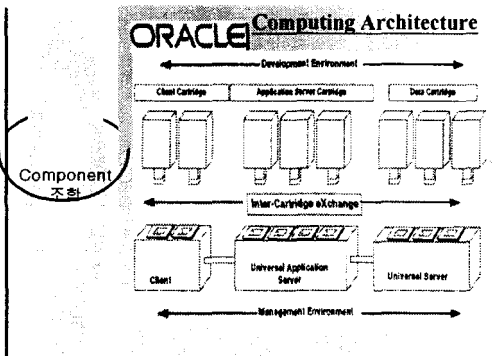 ORACLE Computing Architecture
Development Environment
Client Cartridge Application Server Cartridge Data Cartridge
Component
조합
Inter-Cartridge eXchange
Client Universal Application Server Universal Server
Management Environment